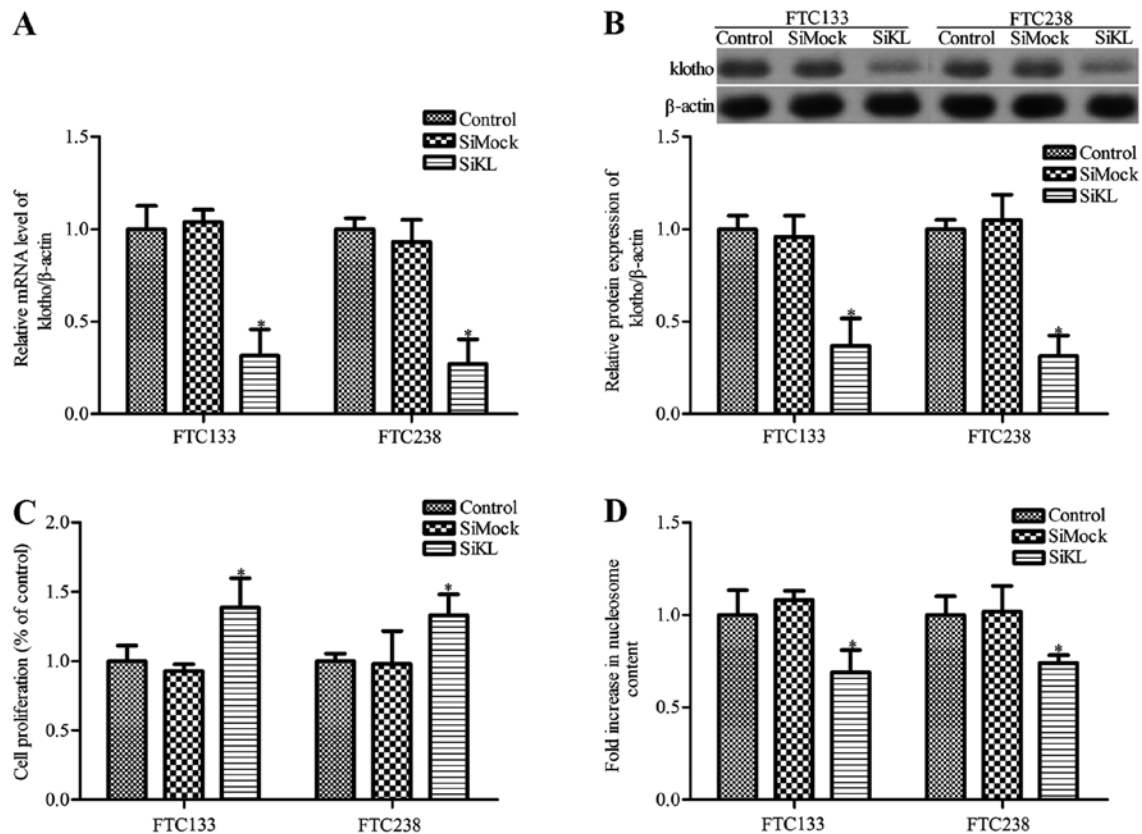 A
Control
SiMock
SiKL
1.5
1.0
0.5
0.0
Relative mRNA level of
klotho/β-actin
*
*
FTC133
FTC238
B
FTC133
FTC238
Control
SiMock
SiKL
Control
SiMock
SiKL
klotho
β-actin
Control
SiMock
SiKL
1.5
1.0
0.5
0.0
Relative protein expression of
klotho/β-actin
*
*
FTC133
FTC238
C
Control
SiMock
SiKL
2.0
1.5
1.0
0.5
0.0
Cell proliferation (% of control)
*
*
FTC133
FTC238
D
Control
SiMock
SiKL
1.5
1.0
0.5
0.0
Fold increase in nucleosome
content
*
*
FTC133
FTC238